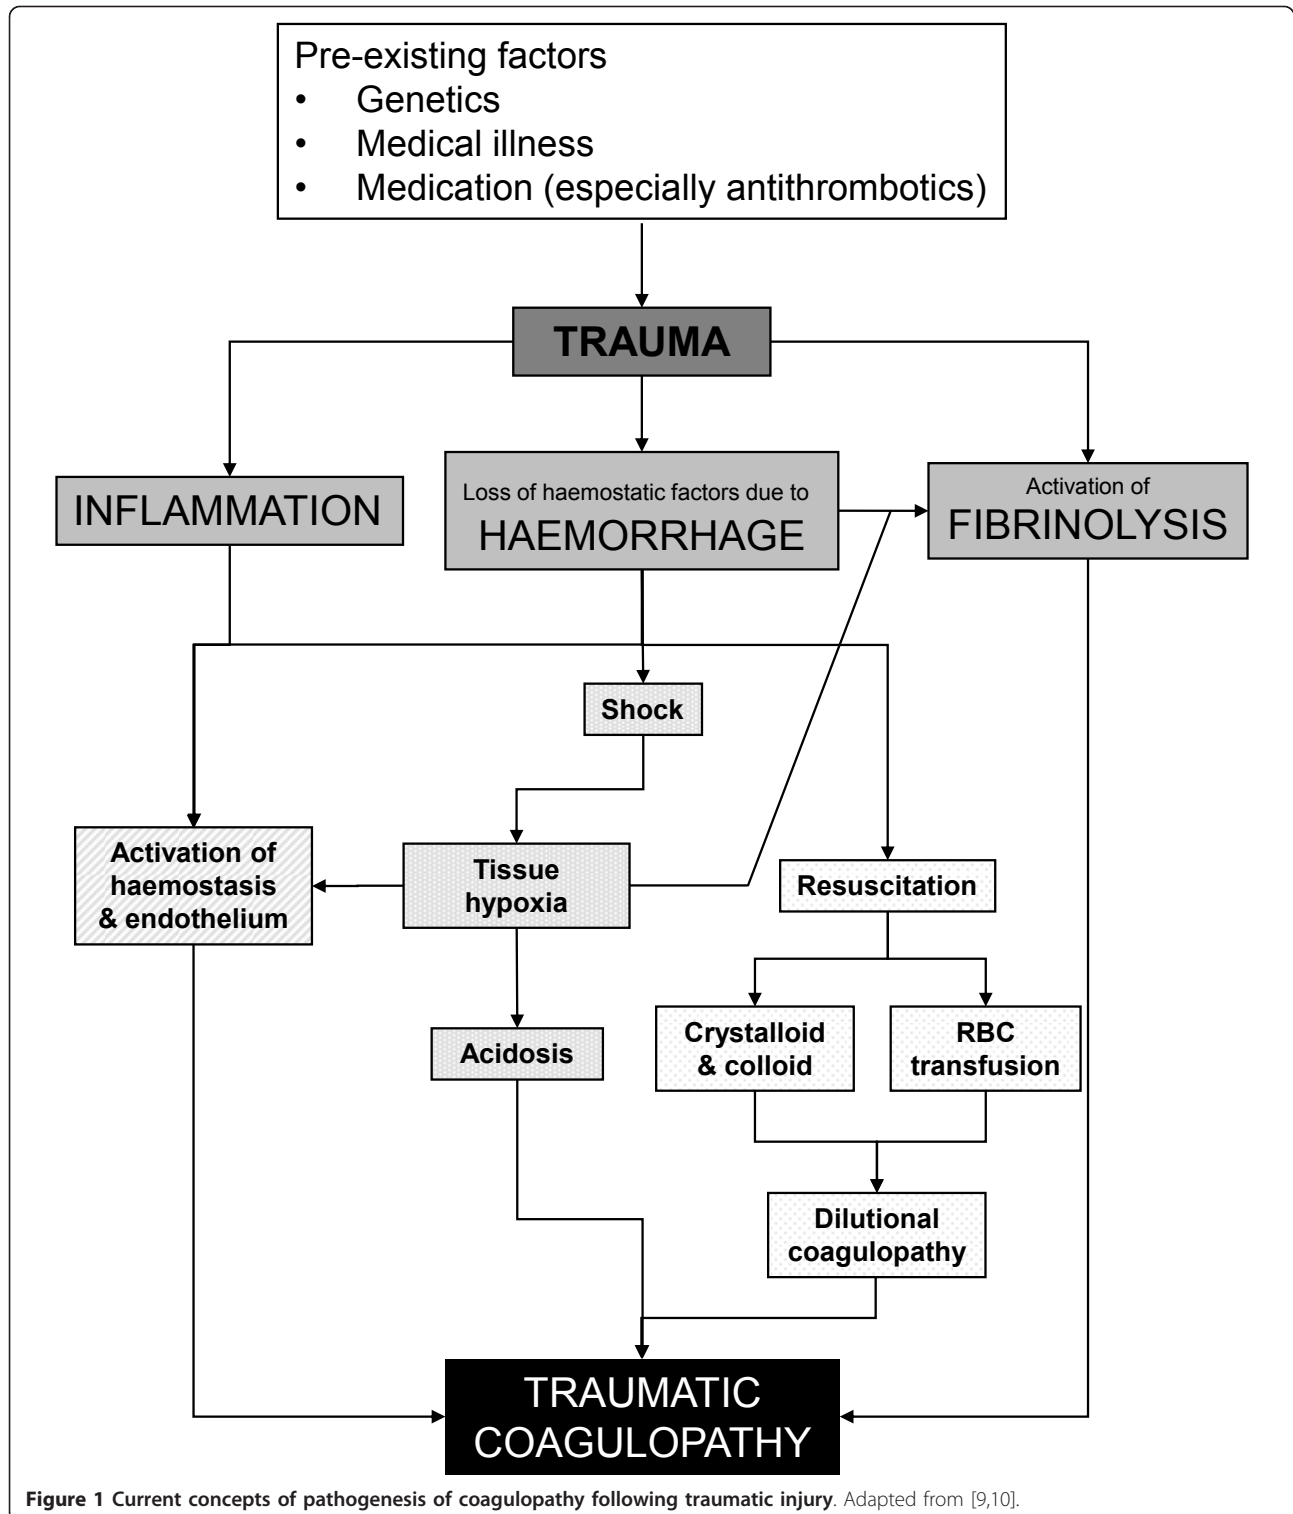 Pre-existing factors
• Genetics
• Medical illness
• Medication (especially antithrombotics)
TRAUMA
INFLAMMATION
Loss of haemostatic factors due to
HAEMORRHAGE
Activation of
FIBRINOLYSIS
Shock
Activation of
haemostasis
& endothelium
Tissue
hypoxia
Resuscitation
Acidosis
Crystalloid
& colloid
RBC
transfusion
Dilutional
coagulopathy
TRAUMATIC
COAGULOPATHY
Figure 1 Current concepts of pathogenesis of coagulopathy following traumatic injury. Adapted from [9,10].